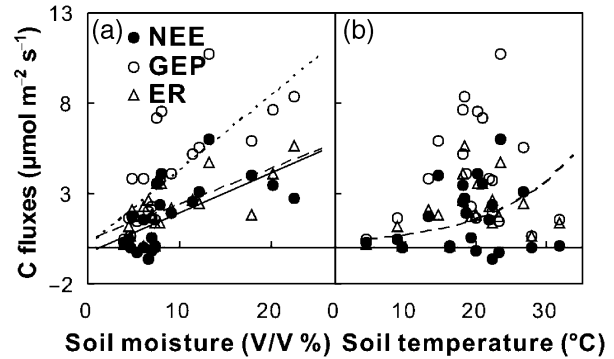 (a)
NEE
GEP
ER
(b)
C fluxes (μmol m⁻² s⁻¹)
13
8
3
−2
0 10 20 0 10 20 30
Soil moisture (V/V %) Soil temperature (°C)